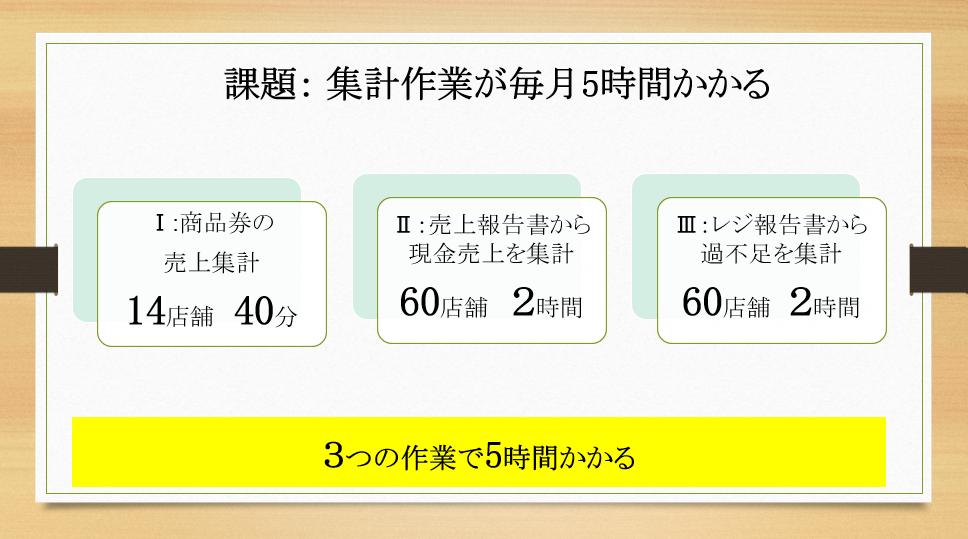 課題: 集計作業が毎月5時間かかる
Ⅰ:商品券の
売上集計
14店舗 40分
Ⅱ:売上報告書から
現金売上を集計
60店舗 2時間
Ⅲ:レジ報告書から
過不足を集計
60店舗 2時間
3つの作業で5時間かかる